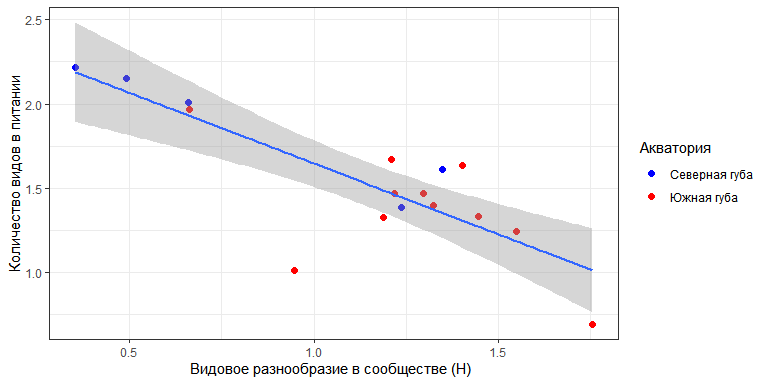 Количество видов в питании
2.5
2.0
1.5
1.0
0.5
1.0
1.5
Видовое разнообразие в сообществе (H)
Акватория
Северная губа
Южная губа